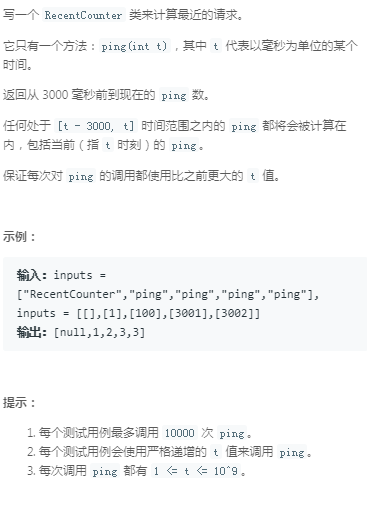 写一个 RecentCounter 类来计算最近的请求。
它只有一个方法：ping(int t)，其中 t 代表以毫秒为单位的某个
时间。
返回从 3000 毫秒前到现在的 ping 数。
任何处于 [t - 3000, t] 时间范围之内的 ping 都将会被计算在
内，包括当前（指 t 时刻）的 ping。
保证每次对 ping 的调用都使用比之前更大的 t 值。
示例：
输入：inputs =
["RecentCounter","ping","ping","ping","ping"],
inputs = [[],[1],[100],[3001],[3002]]
输出：[null,1,2,3,3]
提示：
1. 每个测试用例最多调用 10000 次 ping。
2. 每个测试用例会使用严格递增的 t 值来调用 ping。
3. 每次调用 ping 都有 1 <= t <= 10^9。